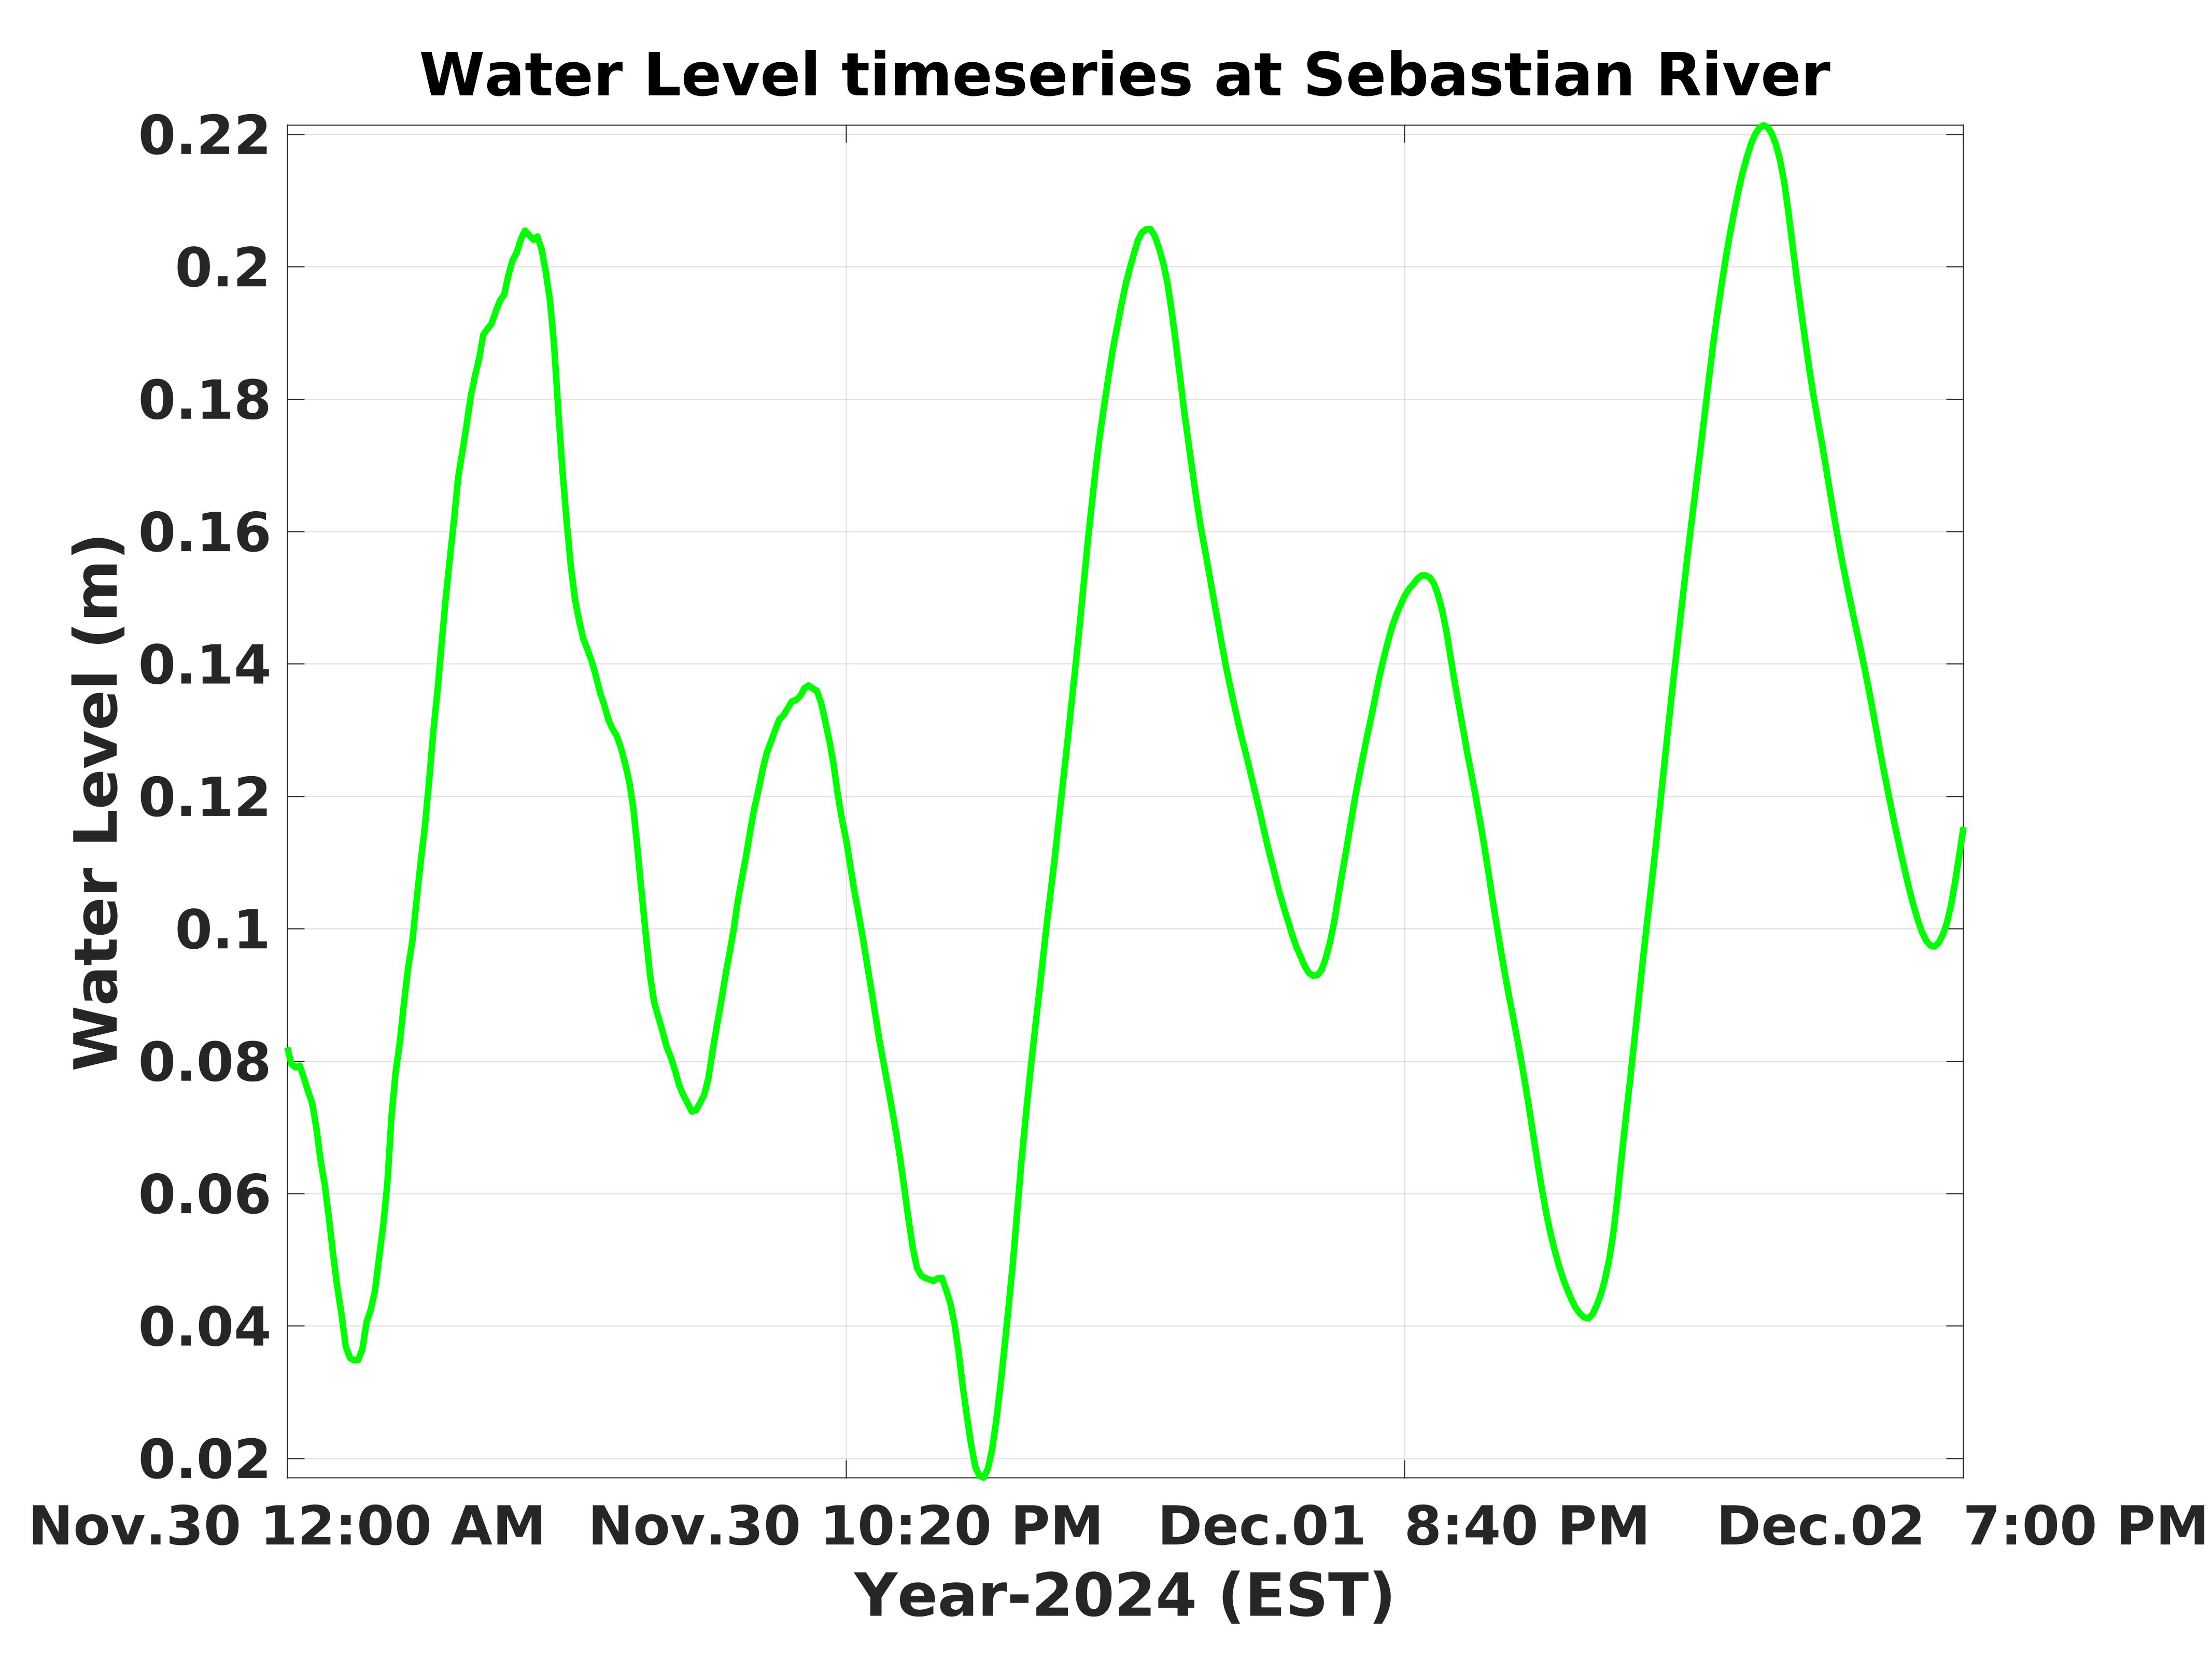 Water Level timeseries at Sebastian River
Water Level (m)
0.22
0.2
0.18
0.16
0.14
0.12
0.1
0.08
0.06
0.04
0.02
Nov.30 12:00 AM Nov.30 10:20 PM Dec.01 8:40 PM Dec.02 7:00 PM
Year-2024 (EST)